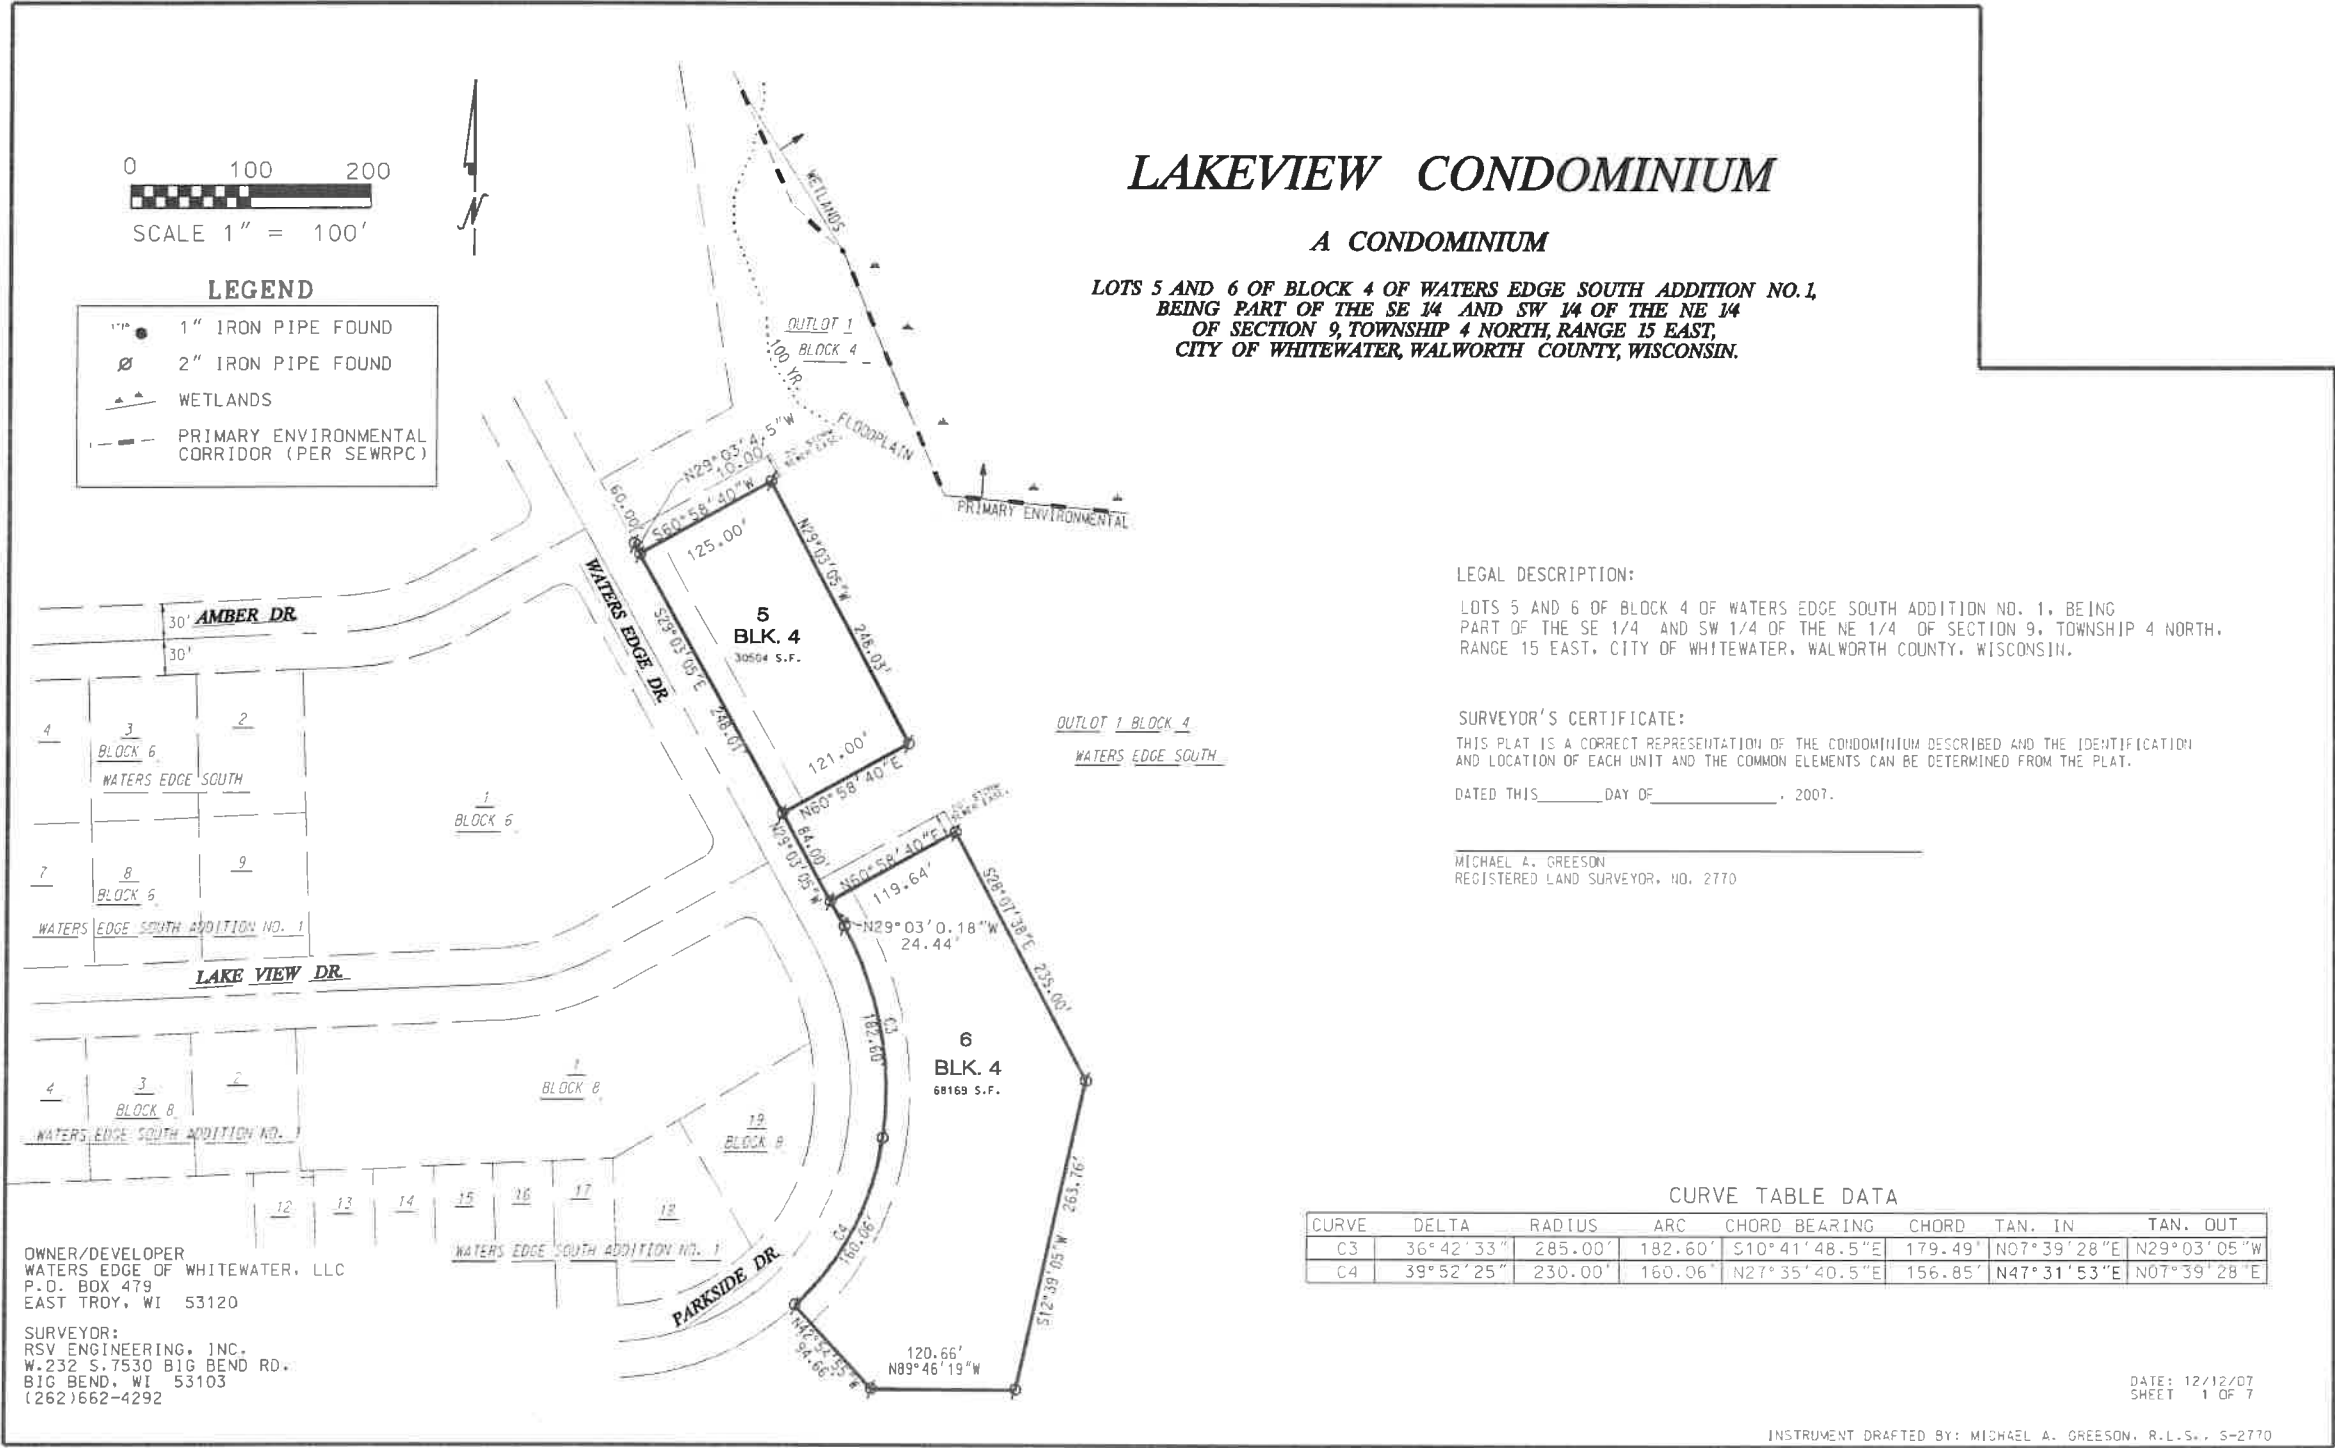 LAKEVIEW CONDOMINIUM
A CONDOMINIUM
LOTS 5 AND 6 OF BLOCK 4 OF WATERS EDGE SOUTH ADDITION NO. 1,
BEING PART OF THE SE 1/4 AND SW 1/4 OF THE NE 1/4
OF SECTION 9, TOWNSHIP 4 NORTH, RANGE 15 EAST,
CITY OF WHITEWATER, WALWORTH COUNTY, WISCONSIN.
0 100 200
SCALE 1" = 100'
N
LEGEND
1" IRON PIPE FOUND
2" IRON PIPE FOUND
WETLANDS
PRIMARY ENVIRONMENTAL
CORRIDOR (PER SEWRPC)
WETLANDS
OUTLOT 1
BLOCK 4
100 YR.
FLOODPLAIN
PRIMARY ENVIRONMENTAL
N29°03'4.5"W
10.00'
60.00'
S60°58'40"W
125.00'
N29°03'05"W
248.03'
5
BLK. 4
30504 S.F.
S29°03'05"E
248.01'
121.00'
N60°58'40"E
WATERS EDGE DR.
AMBER DR.
30'
30'
4
3
BLOCK 6
2
WATERS EDGE SOUTH
1
BLOCK 6
7
8
BLOCK 6
9
WATERS EDGE SOUTH ADDITION NO. 1
LAKE VIEW DR.
OUTLOT 1 BLOCK 4
WATERS EDGE SOUTH
84.00'
N29°03'05"W
N60°58'40"E
119.64'
N29°03'0.18"W
24.44'
S28°07'38"E
235.00'
C3
182.60'
6
BLK. 4
68169 S.F.
4
3
BLOCK 8
2
WATERS EDGE SOUTH ADDITION NO. 1
1
BLOCK 8
19
BLOCK 8
12
13
14
15
16
17
18
WATERS EDGE SOUTH ADDITION NO. 1
PARKSIDE DR.
C4
160.06'
S12°39'05"W 263.76'
N42°52'55"W
94.66'
120.66'
N89°46'19"W
LEGAL DESCRIPTION:
LOTS 5 AND 6 OF BLOCK 4 OF WATERS EDGE SOUTH ADDITION NO. 1, BEING
PART OF THE SE 1/4 AND SW 1/4 OF THE NE 1/4 OF SECTION 9, TOWNSHIP 4 NORTH,
RANGE 15 EAST, CITY OF WHITEWATER, WALWORTH COUNTY, WISCONSIN.
SURVEYOR'S CERTIFICATE:
THIS PLAT IS A CORRECT REPRESENTATION OF THE CONDOMINIUM DESCRIBED AND THE IDENTIFICATION
AND LOCATION OF EACH UNIT AND THE COMMON ELEMENTS CAN BE DETERMINED FROM THE PLAT.
DATED THIS______DAY OF____________, 2007.
MICHAEL A. GREESON
REGISTERED LAND SURVEYOR, NO. 2770
CURVE TABLE DATA
CURVE DELTA RADIUS ARC CHORD BEARING CHORD TAN. IN TAN. OUT
C3 36°42'33" 285.00' 182.60' S10°41'48.5"E 179.49' N07°39'28"E N29°03'05"W
C4 39°52'25" 230.00' 160.06' N27°35'40.5"E 156.85' N47°31'53"E N07°39'28"E
OWNER/DEVELOPER
WATERS EDGE OF WHITEWATER, LLC
P.O. BOX 479
EAST TROY, WI 53120
SURVEYOR:
RSV ENGINEERING, INC.
W.232 S.7530 BIG BEND RD.
BIG BEND, WI 53103
(262)662-4292
DATE: 12/12/07
SHEET 1 OF 7
INSTRUMENT DRAFTED BY: MICHAEL A. GREESON, R.L.S., S-2770